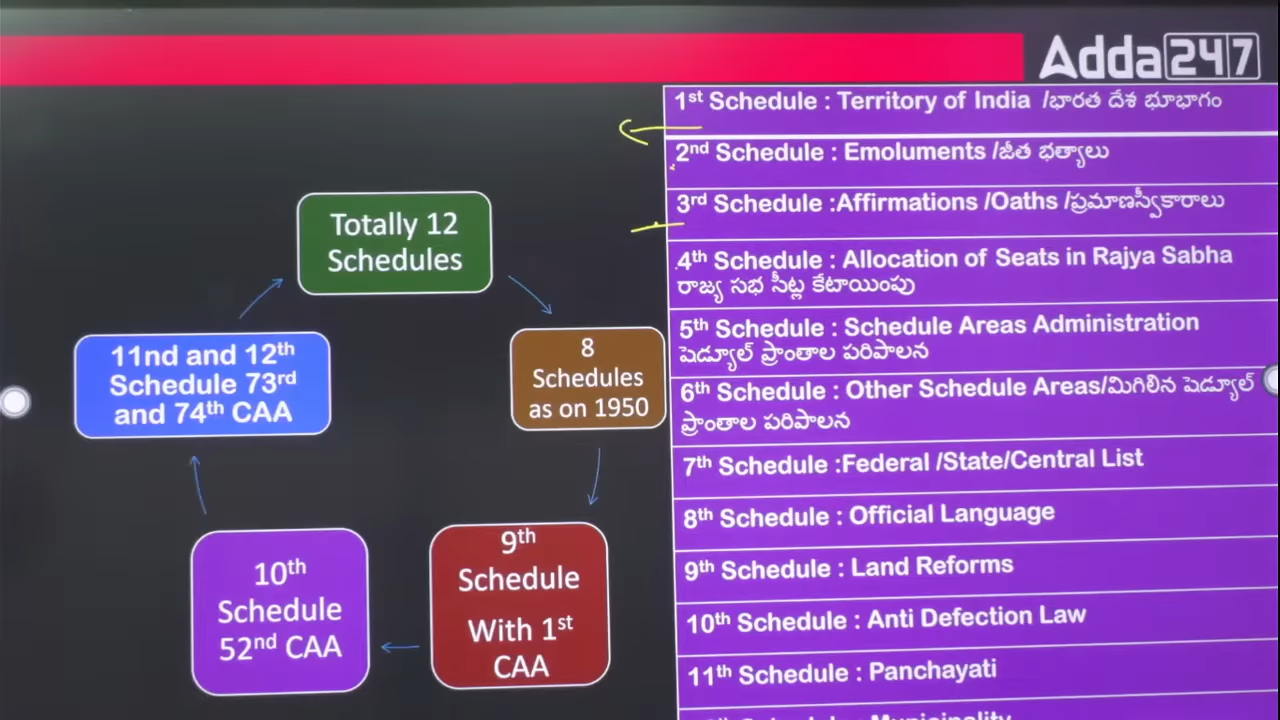 Adda247
1st Schedule : Territory of India /భారత దేశ భూభాగం
2nd Schedule : Emoluments /జీత భత్యాలు
3rd Schedule :Affirmations /Oaths /ప్రమాణస్వీకారాలు
4th Schedule : Allocation of Seats in Rajya Sabha
రాజ్య సభ సీట్ల కేటాయింపు
5th Schedule : Schedule Areas Administration
షెడ్యూల్ ప్రాంతాల పరిపాలన
6th Schedule : Other Schedule Areas/మిగిలిన షెడ్యూల్
ప్రాంతాల పరిపాలన
7th Schedule :Federal /State/Central List
8th Schedule : Official Language
9th Schedule : Land Reforms
10th Schedule : Anti Defection Law
11th Schedule : Panchayati
Totally 12
Schedules
8
Schedules
as on 1950
9th
Schedule
With 1st
CAA
10th
Schedule
52nd CAA
11nd and 12th
Schedule 73rd
and 74th CAA